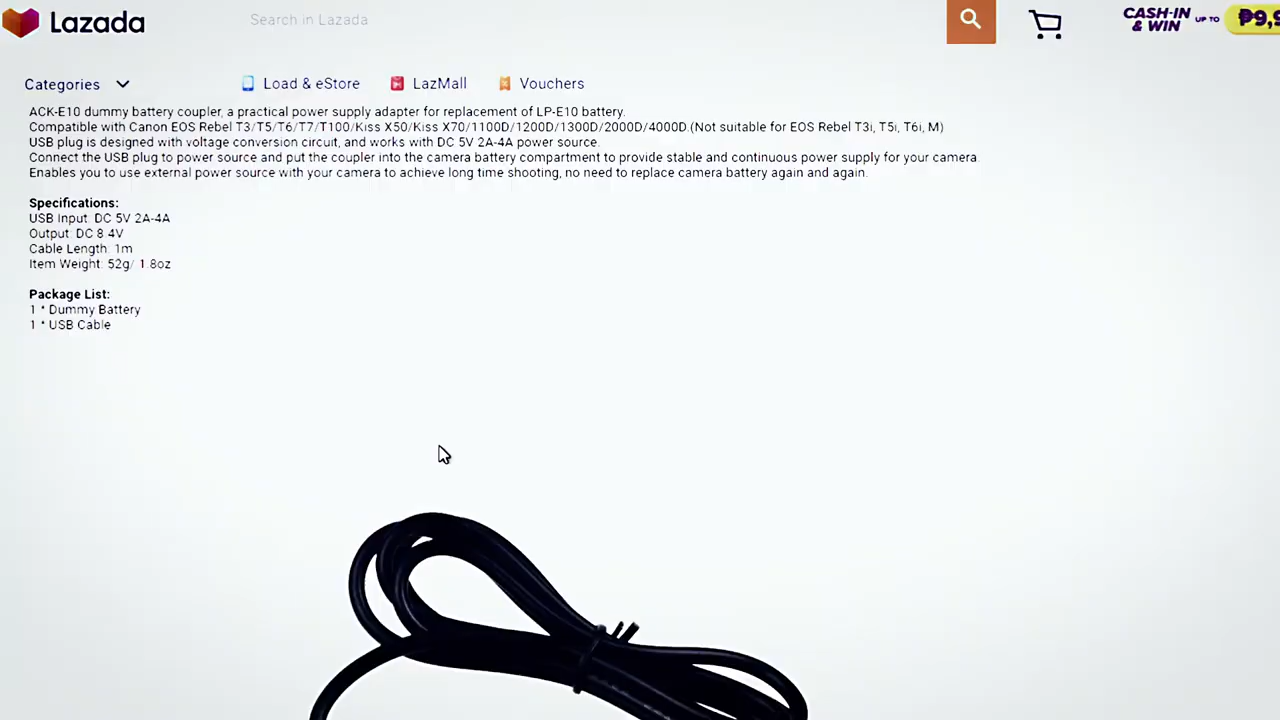 Lazada
Search in Lazada
CASH-IN & WIN UP TO
Categories
Load & eStore
LazMall
Vouchers
ACK-E10 dummy battery coupler, a practical power supply adapter for replacement of LP-E10 battery.
Compatible with Canon EOS Rebel T3/T5/T6/T7/T100/Kiss X50/Kiss X70/1100D/1200D/1300D/2000D/4000D.(Not suitable for EOS Rebel T3i, T5i, T6i, M)
USB plug is designed with voltage conversion circuit, and works with DC 5V 2A-4A power source.
Connect the USB plug to power source and put the coupler into the camera battery compartment to provide stable and continuous power supply for your camera.
Enables you to use external power source with your camera to achieve long time shooting, no need to replace camera battery again and again.
Specifications:
USB Input: DC 5V 2A-4A
Output: DC 8.4V
Cable Length: 1m
Item Weight: 52g/ 1.8oz
Package List:
1 * Dummy Battery
1 * USB Cable